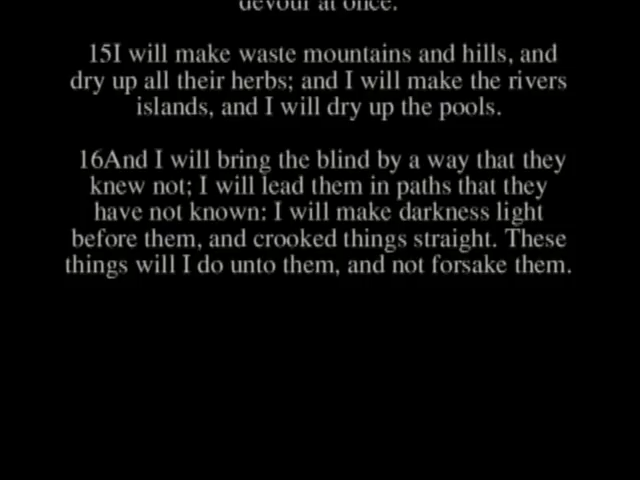 devour at once.
15I will make waste mountains and hills, and
dry up all their herbs; and I will make the rivers
islands, and I will dry up the pools.
16And I will bring the blind by a way that they
knew not; I will lead them in paths that they
have not known: I will make darkness light
before them, and crooked things straight. These
things will I do unto them, and not forsake them.